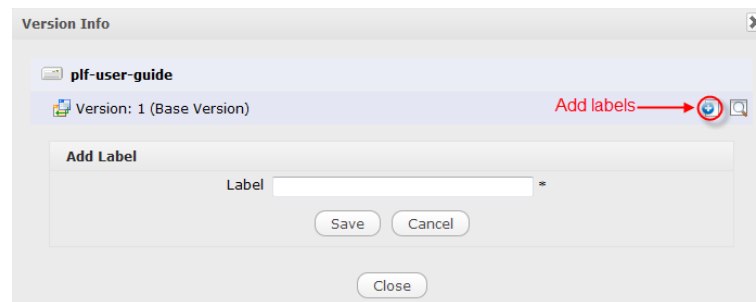 Version Info
plf-user-guide
Version: 1 (Base Version) Add labels
Add Label
Label *
Save Cancel
Close